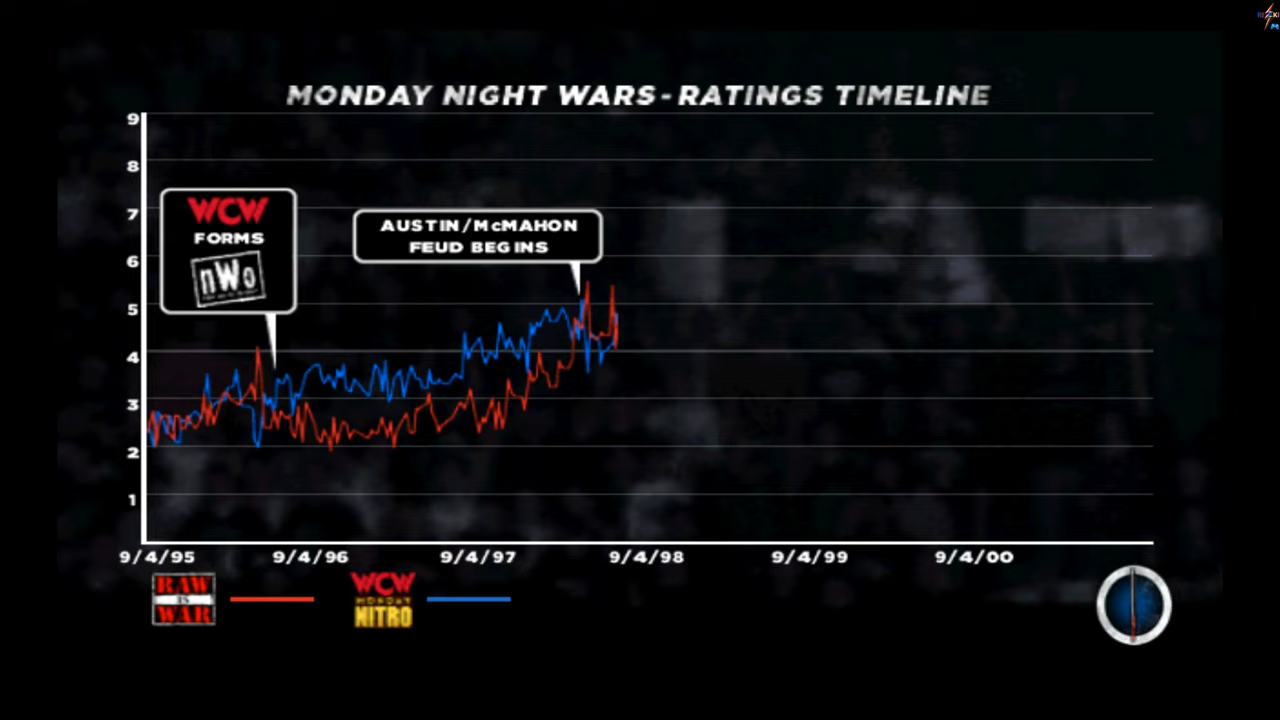 MONDAY NIGHT WARS - RATINGS TIMELINE
9
8
7
6
5
4
3
2
1
WCW
FORMS
nWo
AUSTIN/McMAHON
FEUD BEGINS
9/4/95
9/4/96
9/4/97
9/4/98
9/4/99
9/4/00
RAW
IS
WAR
WCW
MONDAY
NITRO